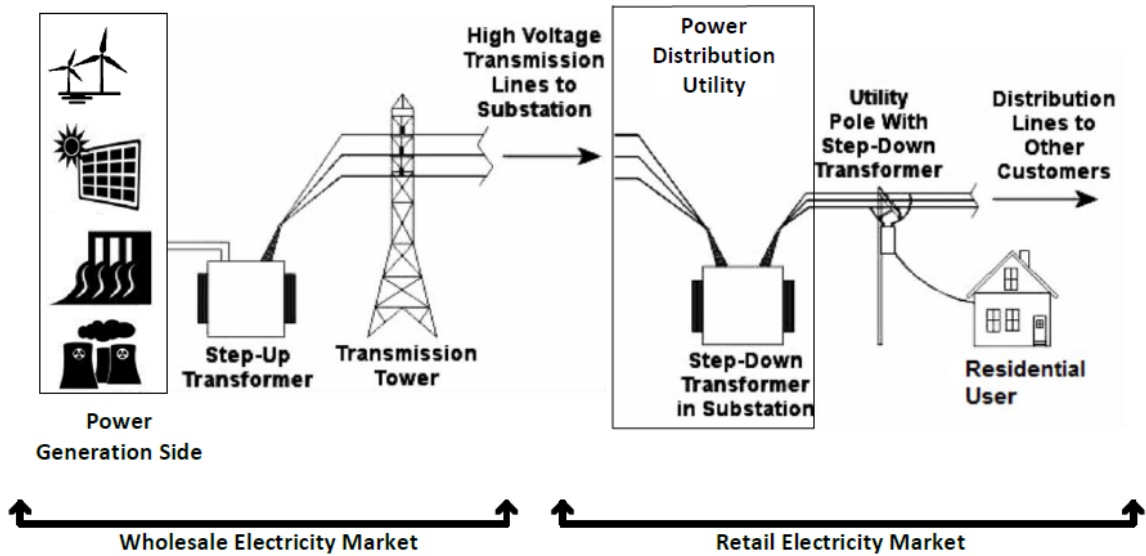 High Voltage
Transmission
Lines to
Substation
Power
Distribution
Utility
Utility
Pole With
Step-Down
Transformer
Distribution
Lines to
Other
Customers
Step-Up
Transformer
Transmission
Tower
Step-Down
Transformer
in Substation
Residential
User
Power
Generation Side
Wholesale Electricity Market
Retail Electricity Market